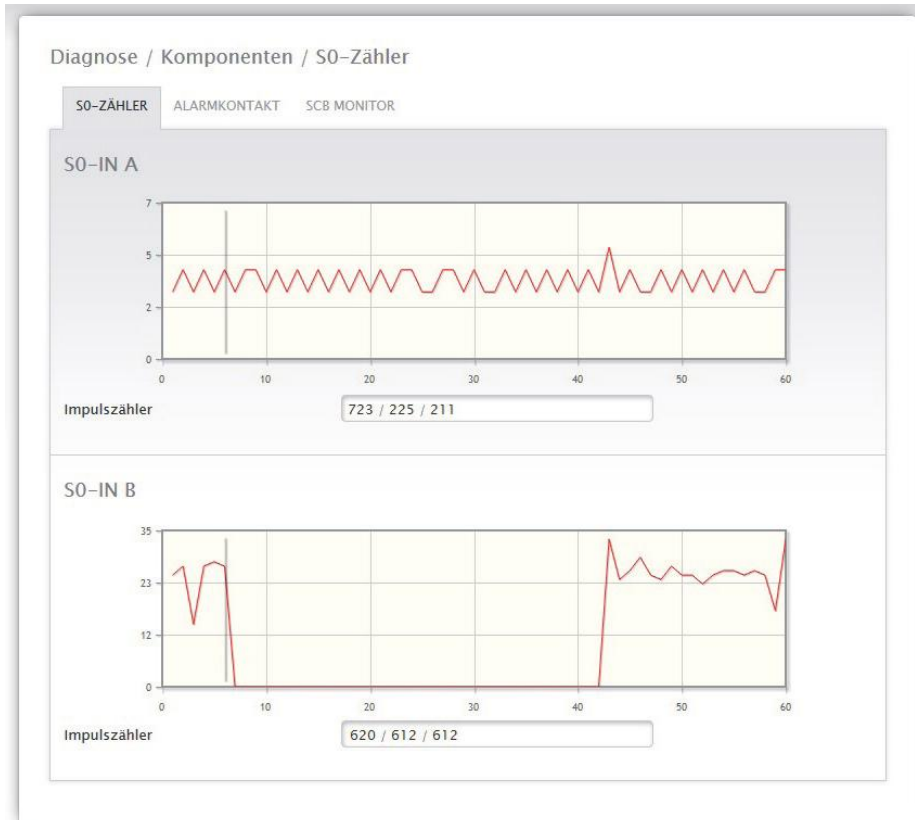 Diagnose / Komponenten / S0-Zähler
S0-ZÄHLER ALARMKONTAKT SCB MONITOR
S0-IN A
7
5
2
0
0 10 20 30 40 50 60
Impulszähler 723 / 225 / 211
S0-IN B
35
23
12
0
0 10 20 30 40 50 60
Impulszähler 620 / 612 / 612